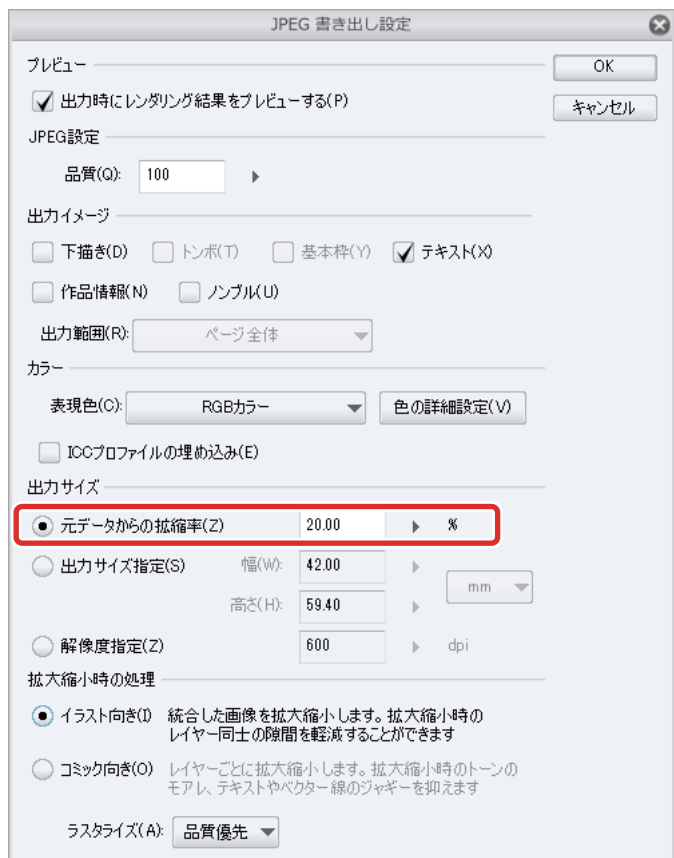 JPEG 書き出し設定
プレビュー
OK
出力時にレンダリング結果をプレビューする(P)
キャンセル
JPEG設定
品質(Q): 100
出力イメージ
下描き(D) トンボ(T) 基本枠(Y) テキスト(X)
作品情報(N) ノンブル(U)
出力範囲(R): ページ全体
カラー
表現色(C): RGBカラー 色の詳細設定(V)
ICCプロファイルの埋め込み(E)
出力サイズ
元データからの拡縮率(Z) 20.00 %
出力サイズ指定(S) 幅(W): 42.00
mm
高さ(H): 59.40
解像度指定(Z) 600 dpi
拡大縮小時の処理
イラスト向き(I) 統合した画像を拡大縮小します。拡大縮小時の
レイヤー同士の隙間を軽減することができます
コミック向き(O) レイヤーごとに拡大縮小します。拡大縮小時のトーンの
モアレ、テキストやベクター線のジャギーを抑えます
ラスタライズ(A): 品質優先